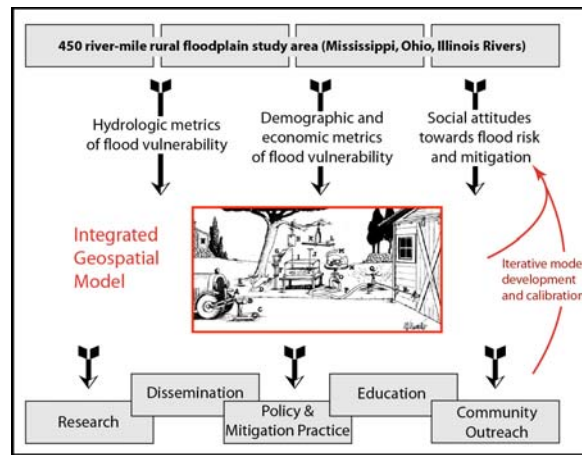 450 river-mile rural floodplain study area (Mississippi, Ohio, Illinois Rivers)
Hydrologic metrics
of flood vulnerability
Demographic and
economic metrics
of flood vulnerability
Social attitudes
towards flood risk
and mitigation
Integrated
Geospatial
Model
Iterative model
development
and calibration
Dissemination
Education
Research
Policy &
Mitigation Practice
Community
Outreach